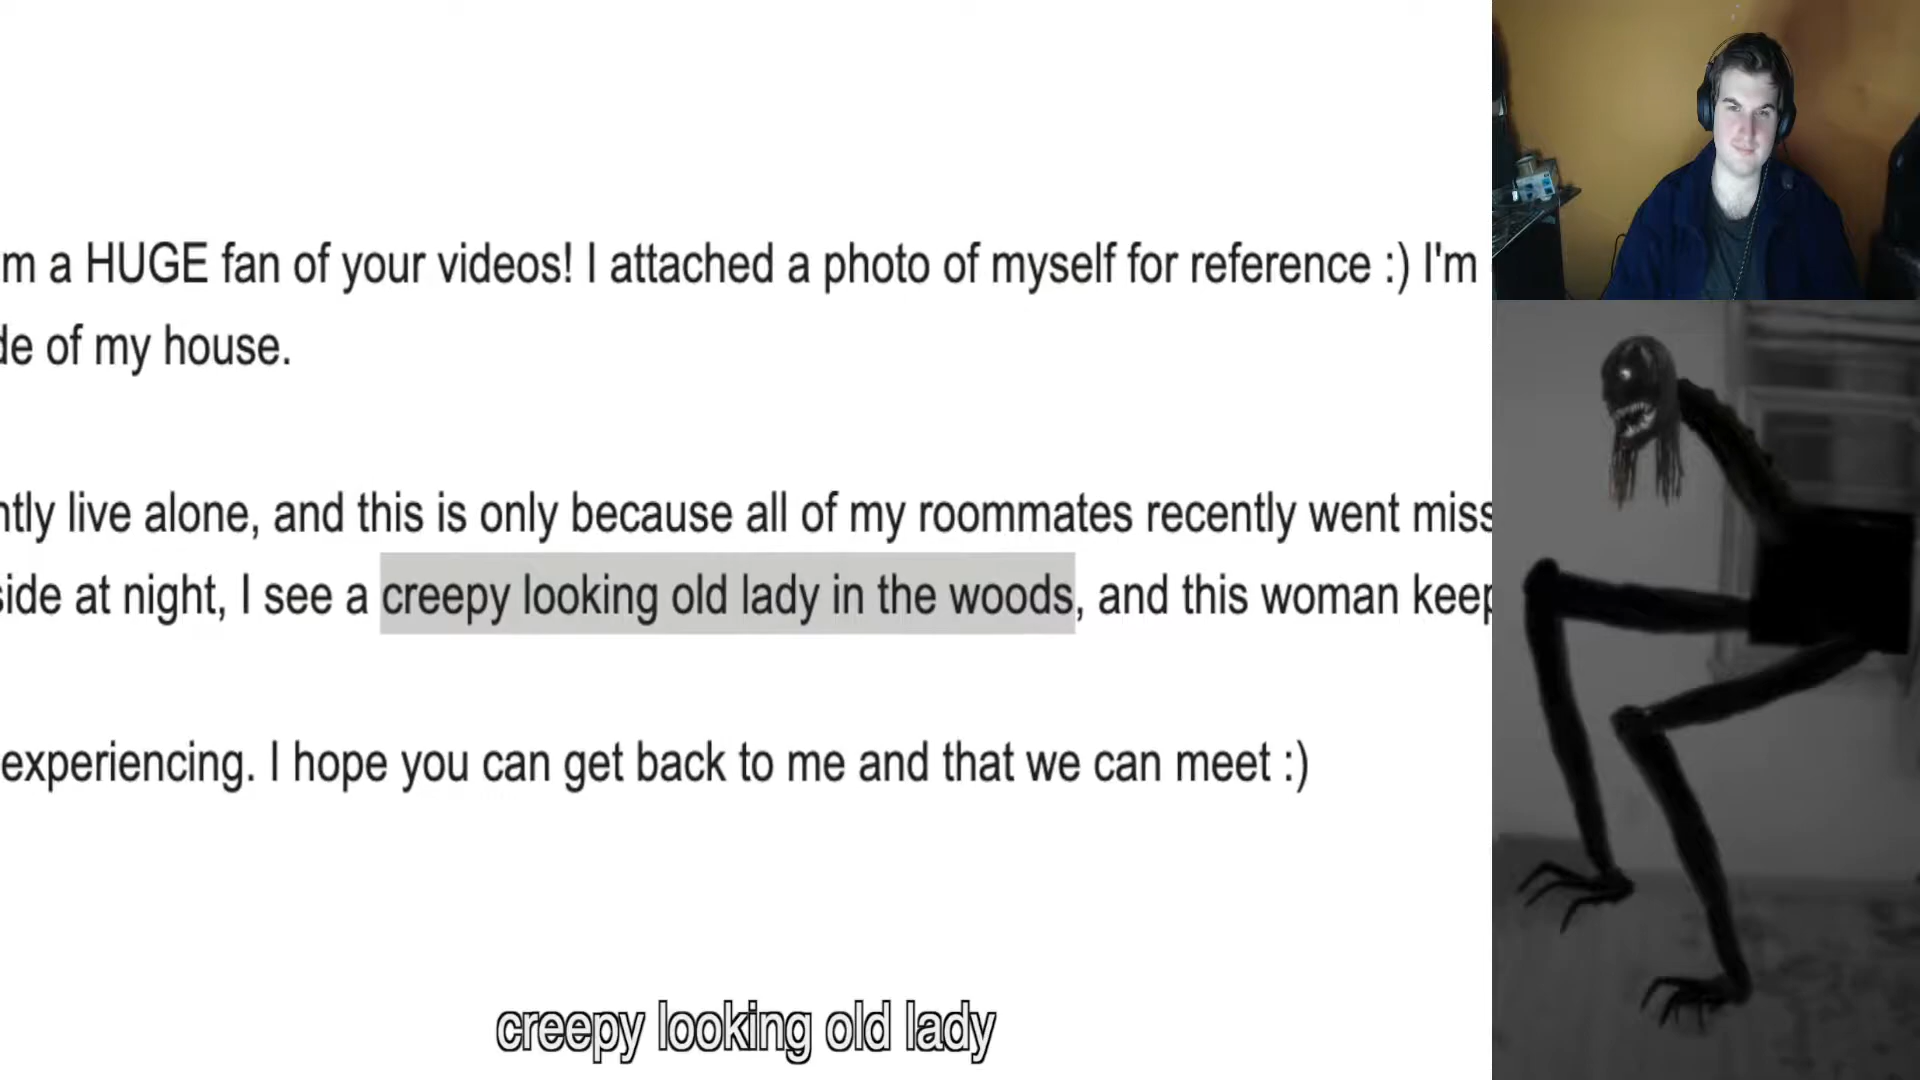 m a HUGE fan of your videos! I attached a photo of myself for reference :) I'm
de of my house.
ntly live alone, and this is only because all of my roommates recently went miss
side at night, I see a creepy looking old lady in the woods, and this woman keep
experiencing. I hope you can get back to me and that we can meet :)
creepy looking old lady